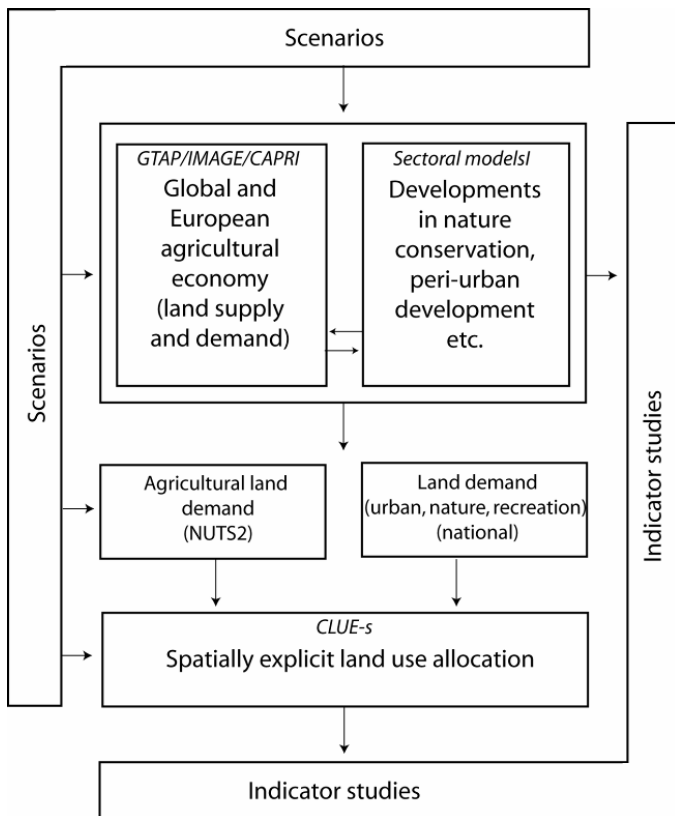 Scenarios
Scenarios
GTAP/IMAGE/CAPRI
Global and
European
agricultural
economy
(land supply
and demand)
Sectoral modelsI
Developments
in nature
conservation,
peri-urban
development
etc.
Agricultural land
demand
(NUTS2)
Land demand
(urban, nature, recreation)
(national)
CLUE-s
Spatially explicit land use allocation
Indicator studies
Indicator studies